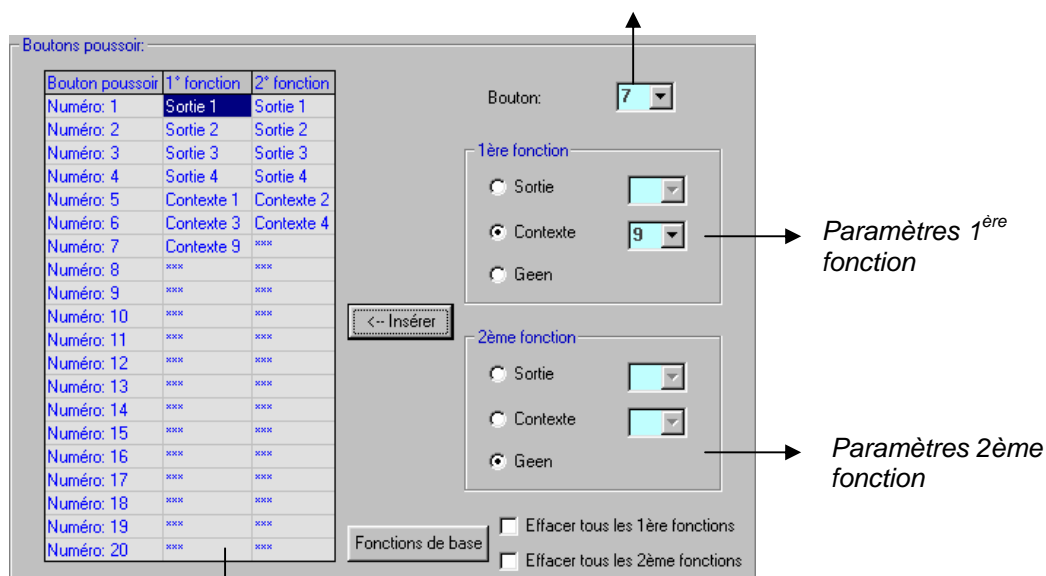 Boutons poussoir:
Bouton poussoir 1° fonction 2° fonction
Numéro: 1 Sortie 1 Sortie 1
Numéro: 2 Sortie 2 Sortie 2
Numéro: 3 Sortie 3 Sortie 3
Numéro: 4 Sortie 4 Sortie 4
Numéro: 5 Contexte 1 Contexte 2
Numéro: 6 Contexte 3 Contexte 4
Numéro: 7 Contexte 9 ***
Numéro: 8 *** ***
Numéro: 9 *** ***
Numéro: 10 *** ***
Numéro: 11 *** ***
Numéro: 12 *** ***
Numéro: 13 *** ***
Numéro: 14 *** ***
Numéro: 15 *** ***
Numéro: 16 *** ***
Numéro: 17 *** ***
Numéro: 18 *** ***
Numéro: 19 *** ***
Numéro: 20 *** ***
<-- Insérer
Bouton: 7
1ère fonction
Sortie
Contexte 9
Geen
2ème fonction
Sortie
Contexte
Geen
Fonctions de base
Effacer tous les 1ère fonctions
Effacer tous les 2ème fonctions
Paramètres 1ère
fonction
Paramètres 2ème
fonction